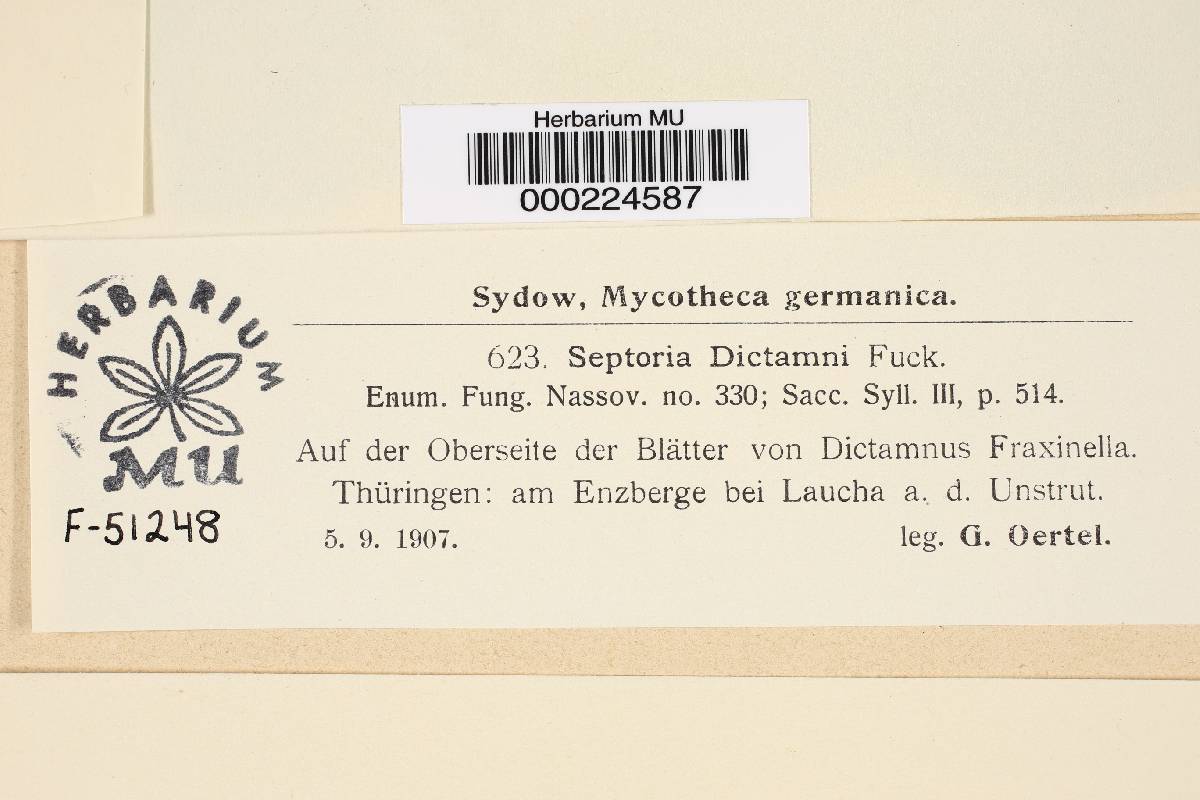 Herbarium MU
000224587
HERBARIUM
MU
F-51248
Sydow, Mycotheca germanica.
623. Septoria Dictamni Fuck.
Enum. Fung. Nassov. no. 330; Sacc. Syll. III, p. 514.
Auf der Oberseite der Blätter von Dictamnus Fraxinella.
Thüringen: am Enzberge bei Laucha a. d. Unstrut.
5. 9. 1907. leg. G. Oertel.